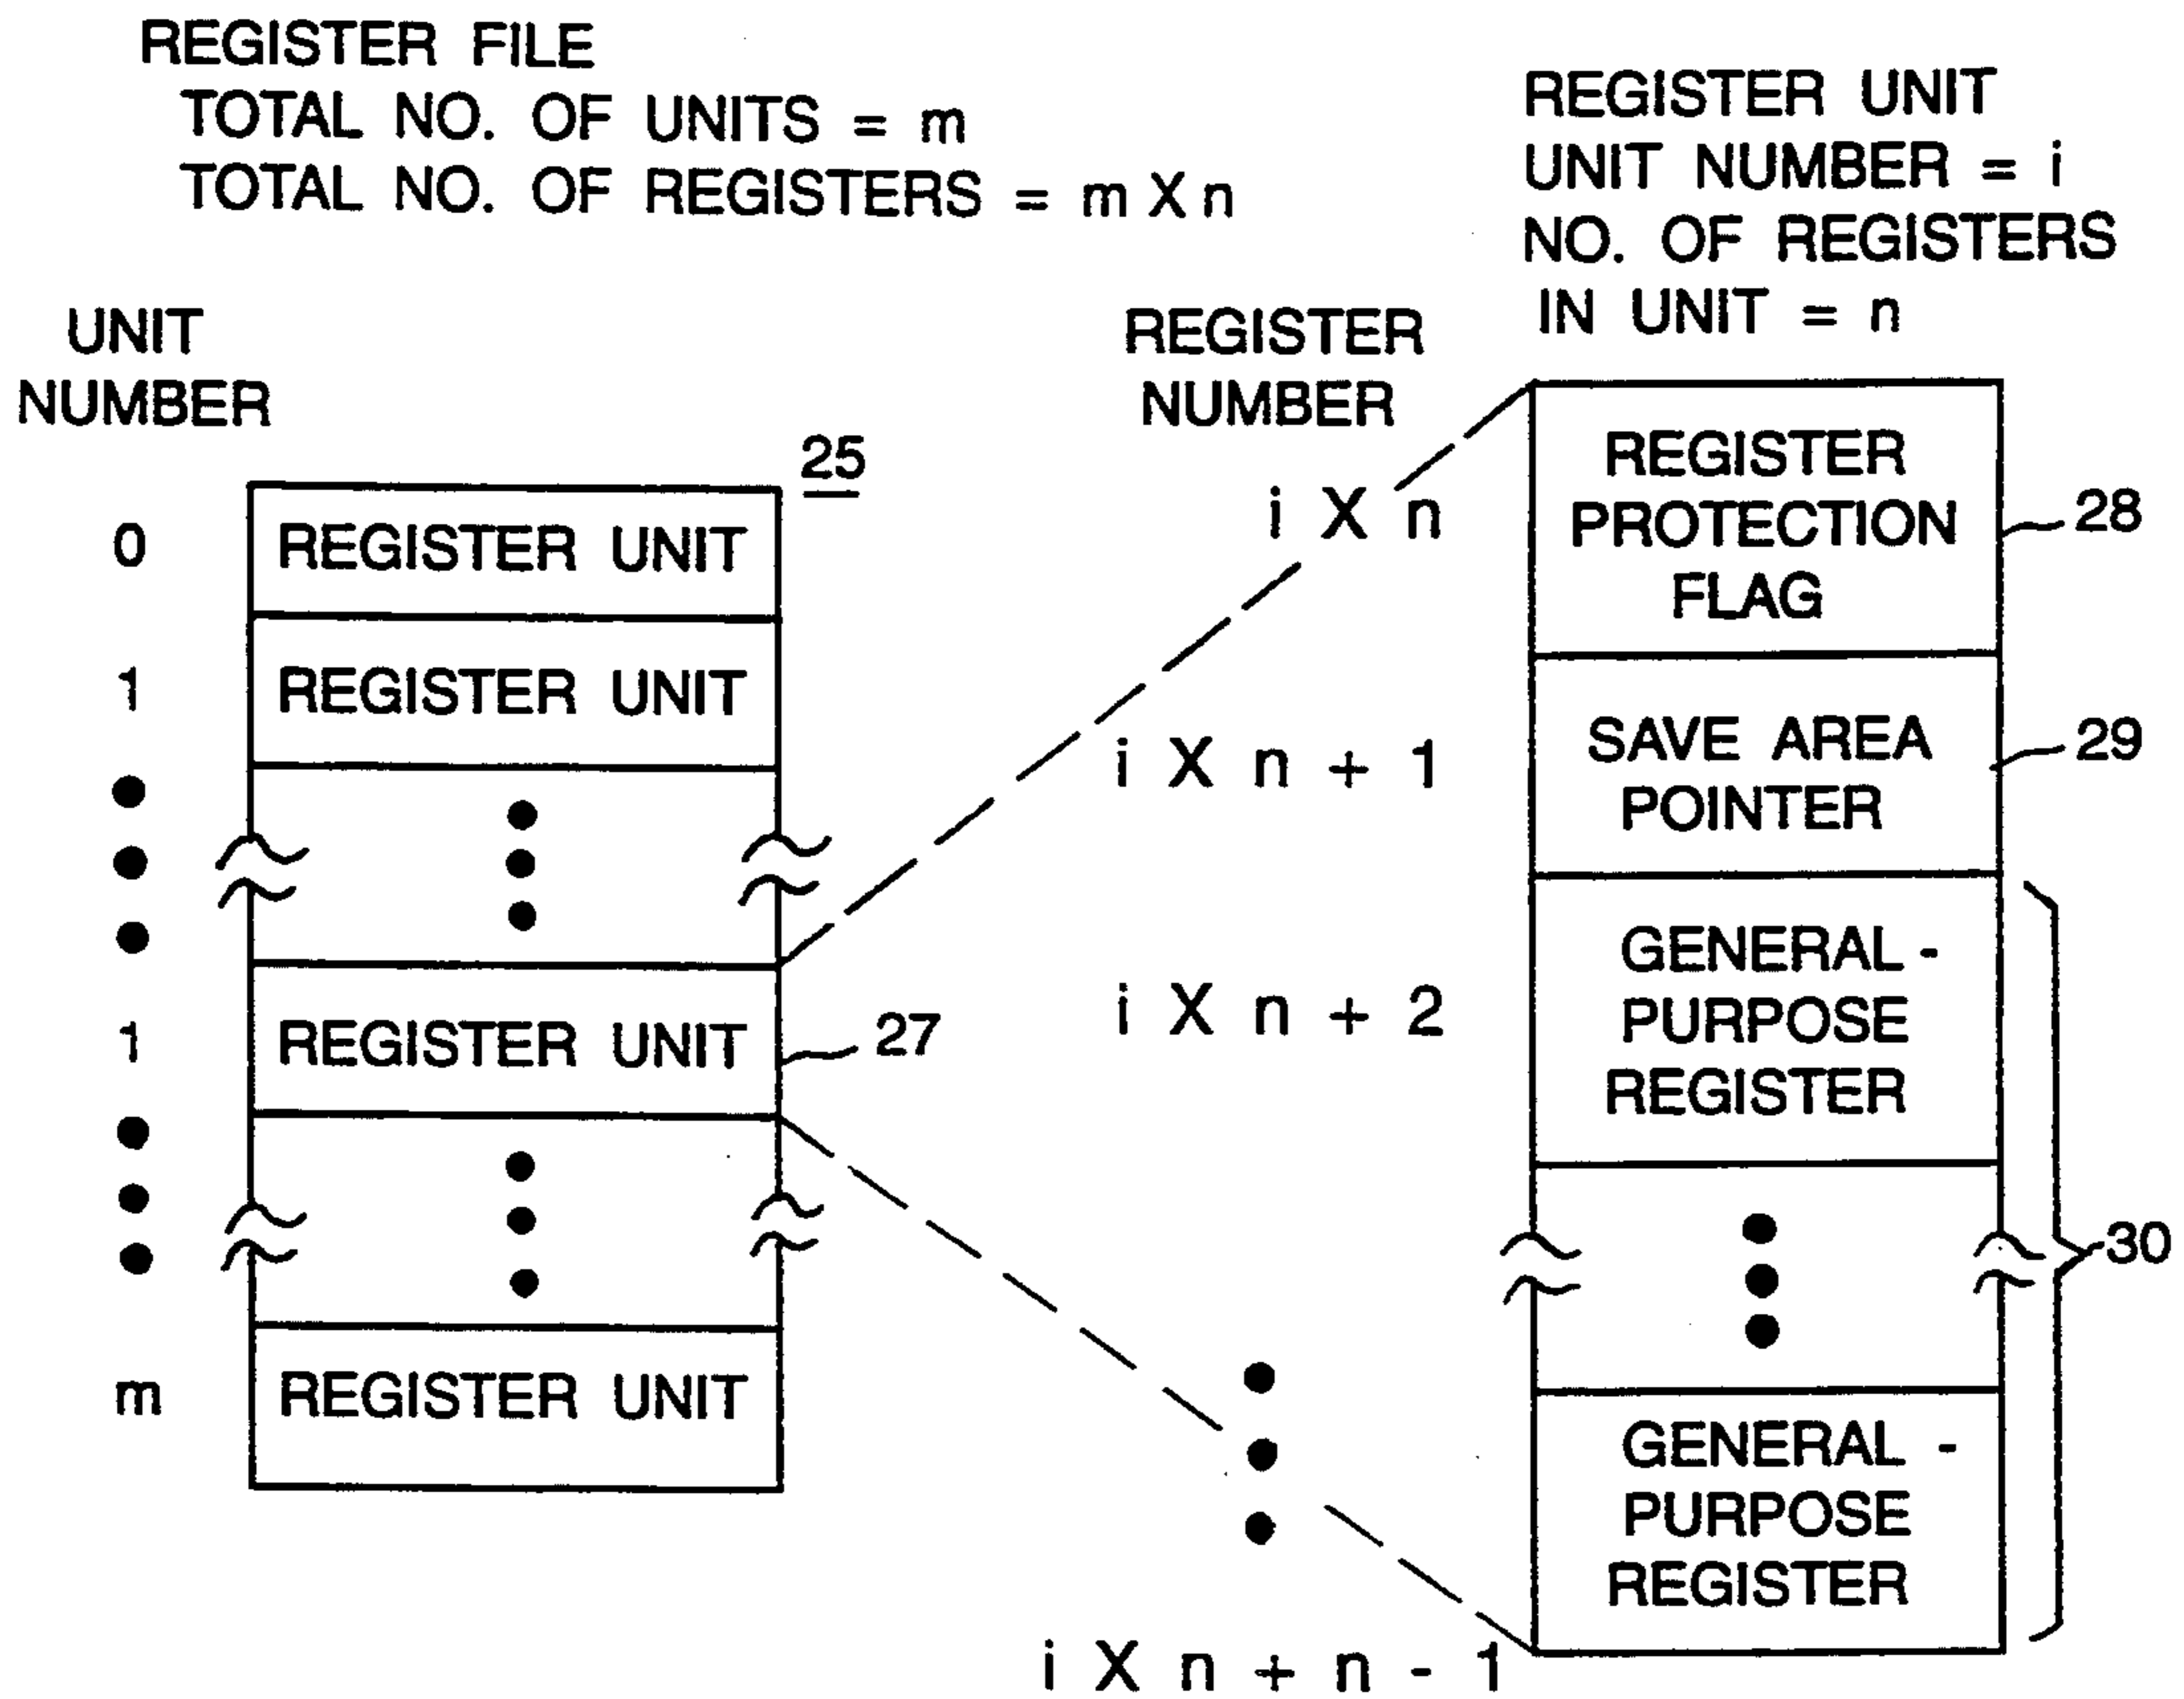 REGISTER FILE
TOTAL NO. OF UNITS = m
TOTAL NO. OF REGISTERS = m X n
REGISTER UNIT
UNIT NUMBER = i
NO. OF REGISTERS
IN UNIT = n
UNIT
NUMBER
25
0
REGISTER UNIT
1
REGISTER UNIT
1
REGISTER UNIT
27
m
REGISTER UNIT
REGISTER
NUMBER
i X n
i X n + 1
i X n + 2
i X n + n - 1
REGISTER
PROTECTION
FLAG
28
SAVE AREA
POINTER
29
GENERAL -
PURPOSE
REGISTER
30
GENERAL -
PURPOSE
REGISTER